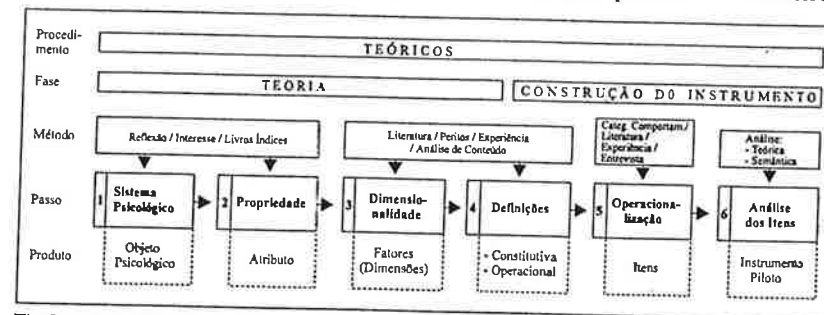 Procedi-
mento
TEÓRICOS
Fase
TEORIA
CONSTRUÇÃO DO INSTRUMENTO
Método
Reflexão / Interesse / Livros Índices
Literatura / Peritos / Experiência
/ Análise de Conteúdo
Categ. Comportam /
Literatura /
Experiência /
Entrevista
Análise:
- Teórica
- Semântica
Passo
1 Sistema
Psicológico
2 Propriedade
3 Dimensio-
nalidade
4 Definições
5 Operaciona-
lização
6 Análise
dos Itens
Produto
Objeto
Psicológico
Atributo
Fatores
(Dimensões)
- Constitutiva
- Operacional
Itens
Instrumento
Piloto